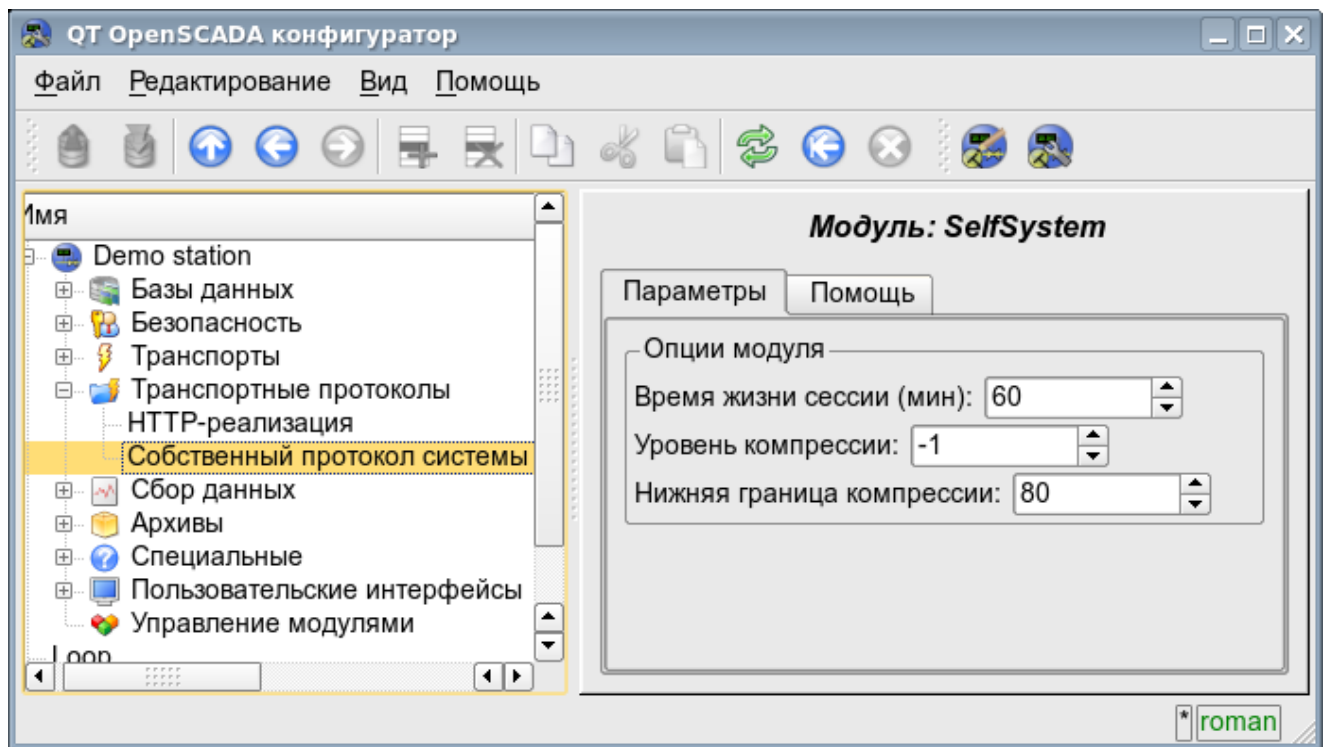 QT OpenSCADA конфигуратор
Файл Редактирование Вид Помощь
Имя
Demo station
Базы данных
Безопасность
Транспорты
Транспортные протоколы
HTTP-реализация
Собственный протокол системы
Сбор данных
Архивы
Специальные
Пользовательские интерфейсы
Управление модулями
Loop
Модуль: SelfSystem
Параметры Помощь
Опции модуля
Время жизни сессии (мин): 60
Уровень компрессии: -1
Нижняя граница компрессии: 80
* roman